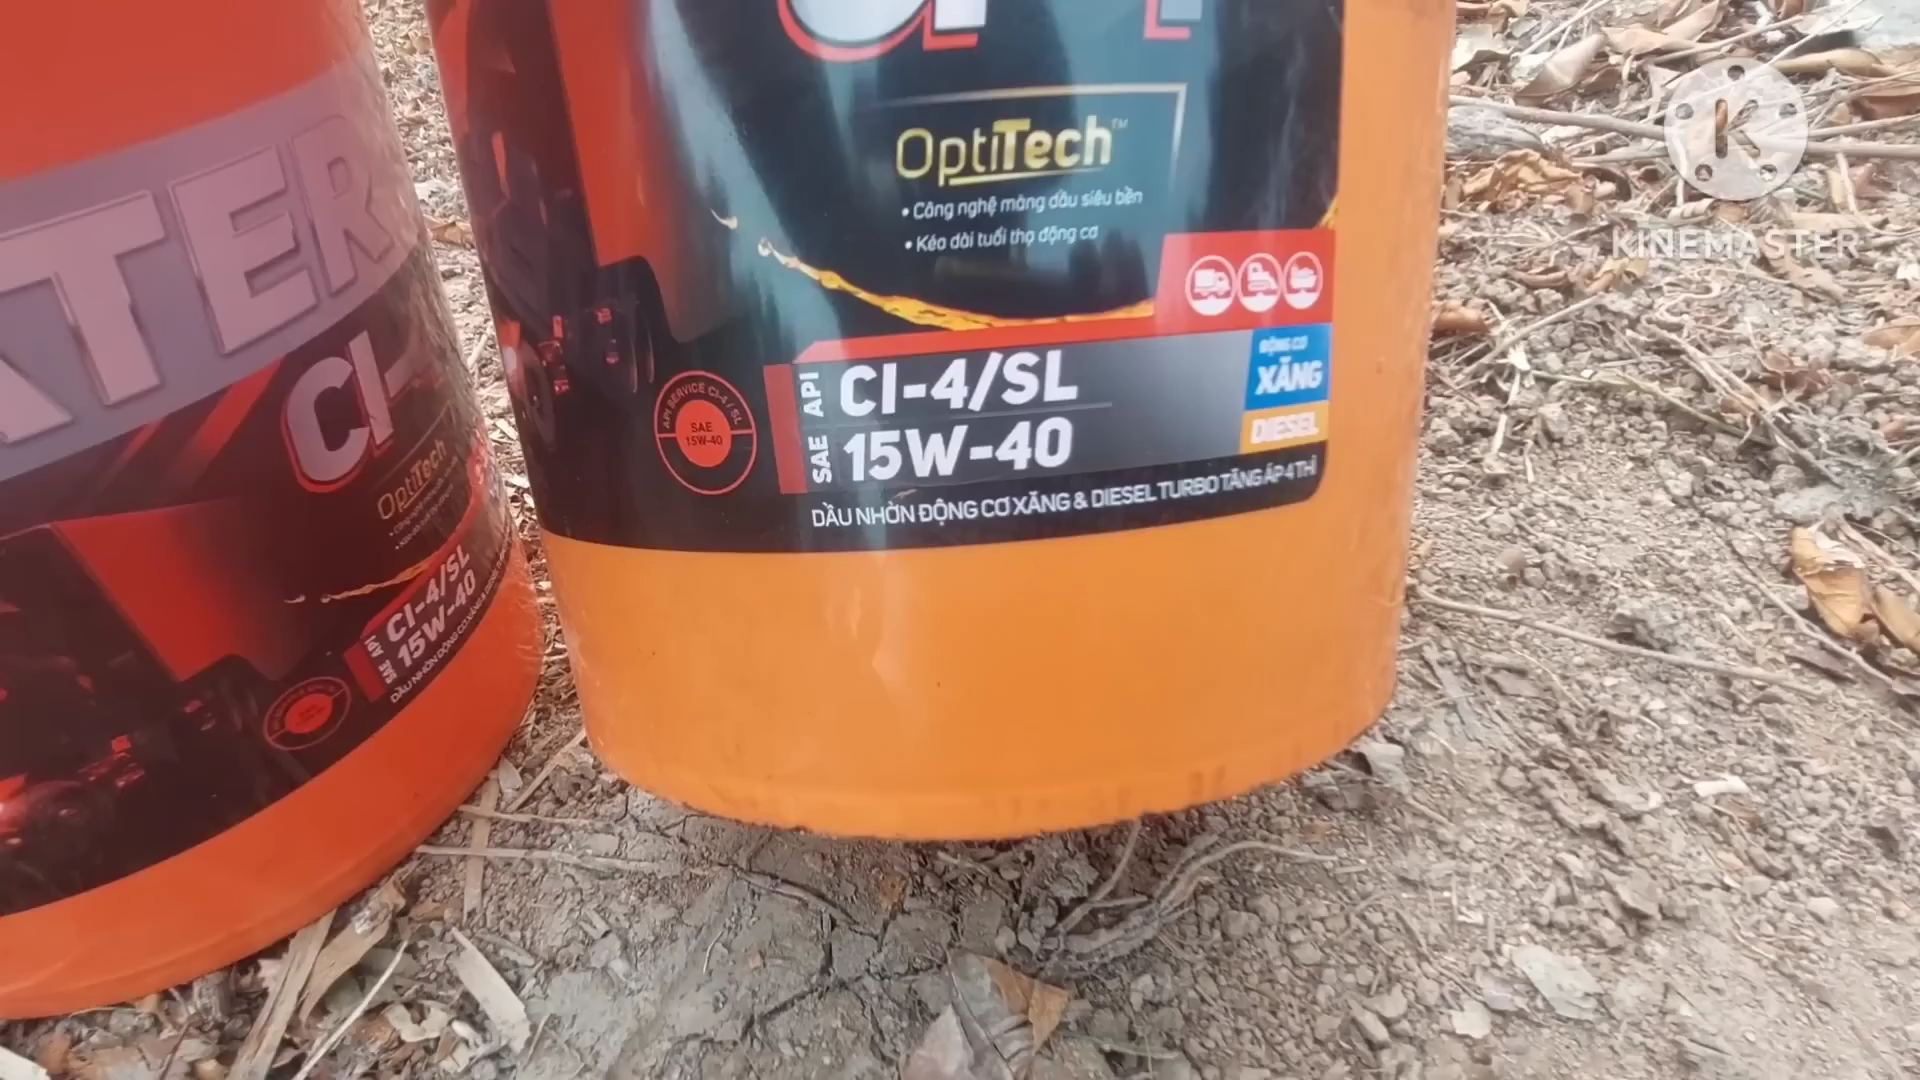 ATER
CI-
OptiTech
API CI-4/SL
SAE 15W-40
OptiTech™
• Công nghệ màng dầu siêu bền
• Kéo dài tuổi thọ động cơ
API SERVICE CI-4 / SL
SAE
15W-40
API CI-4/SL
SAE 15W-40
ĐỘNG CƠ
XĂNG
DIESEL
DẦU NHỜN ĐỘNG CƠ XĂNG & DIESEL TURBO TĂNG ÁP 4 THÌ
K
KINEMASTER